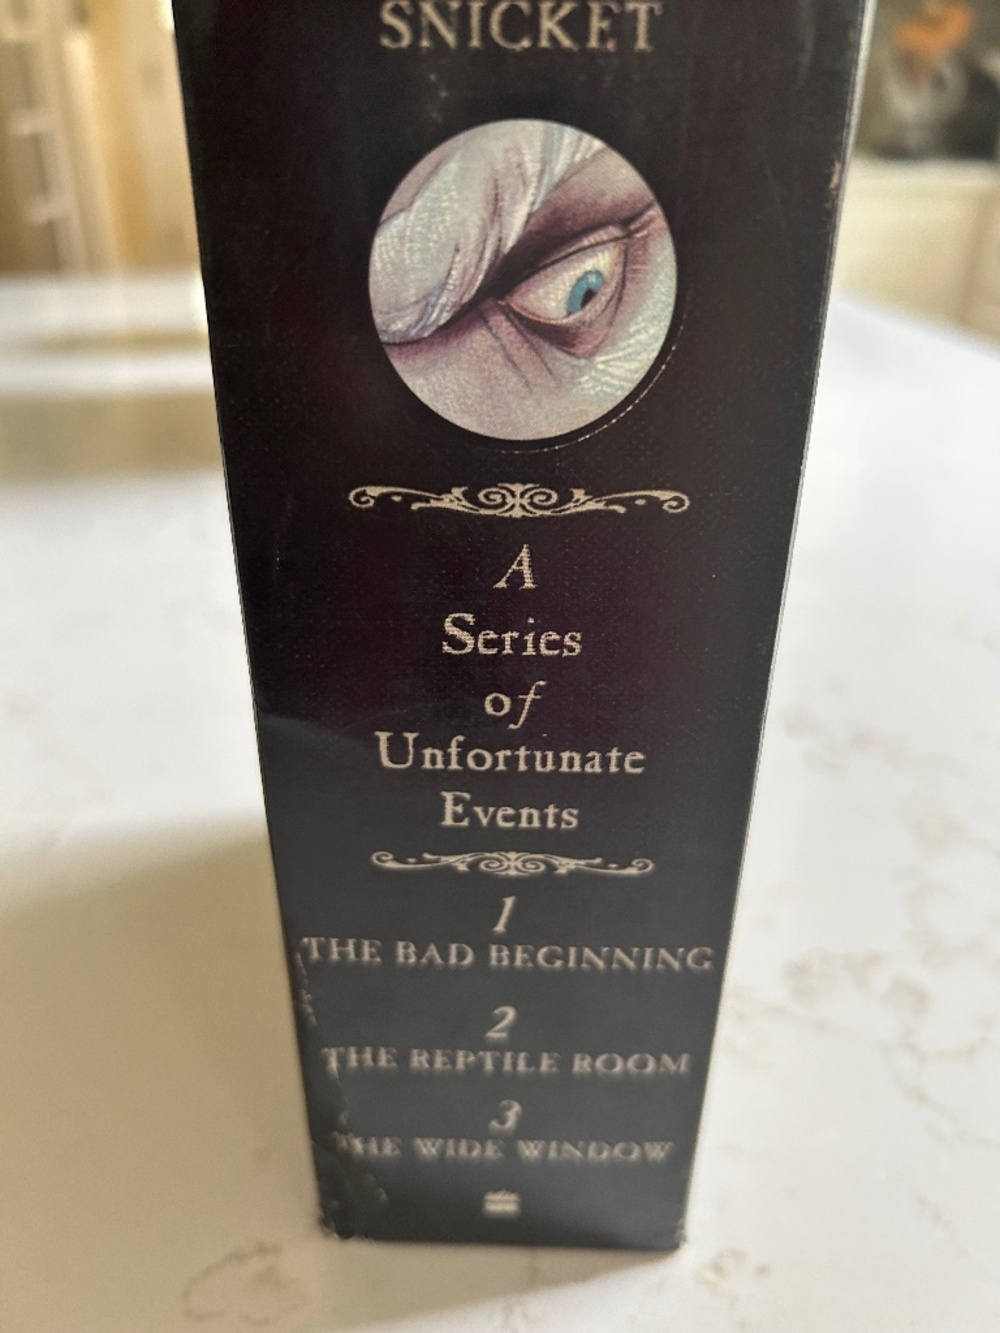 SNICKET
A
Series
of
Unfortunate
Events
1
THE BAD BEGINNING
2
THE REPTILE ROOM
3
THE WIDE WINDOW